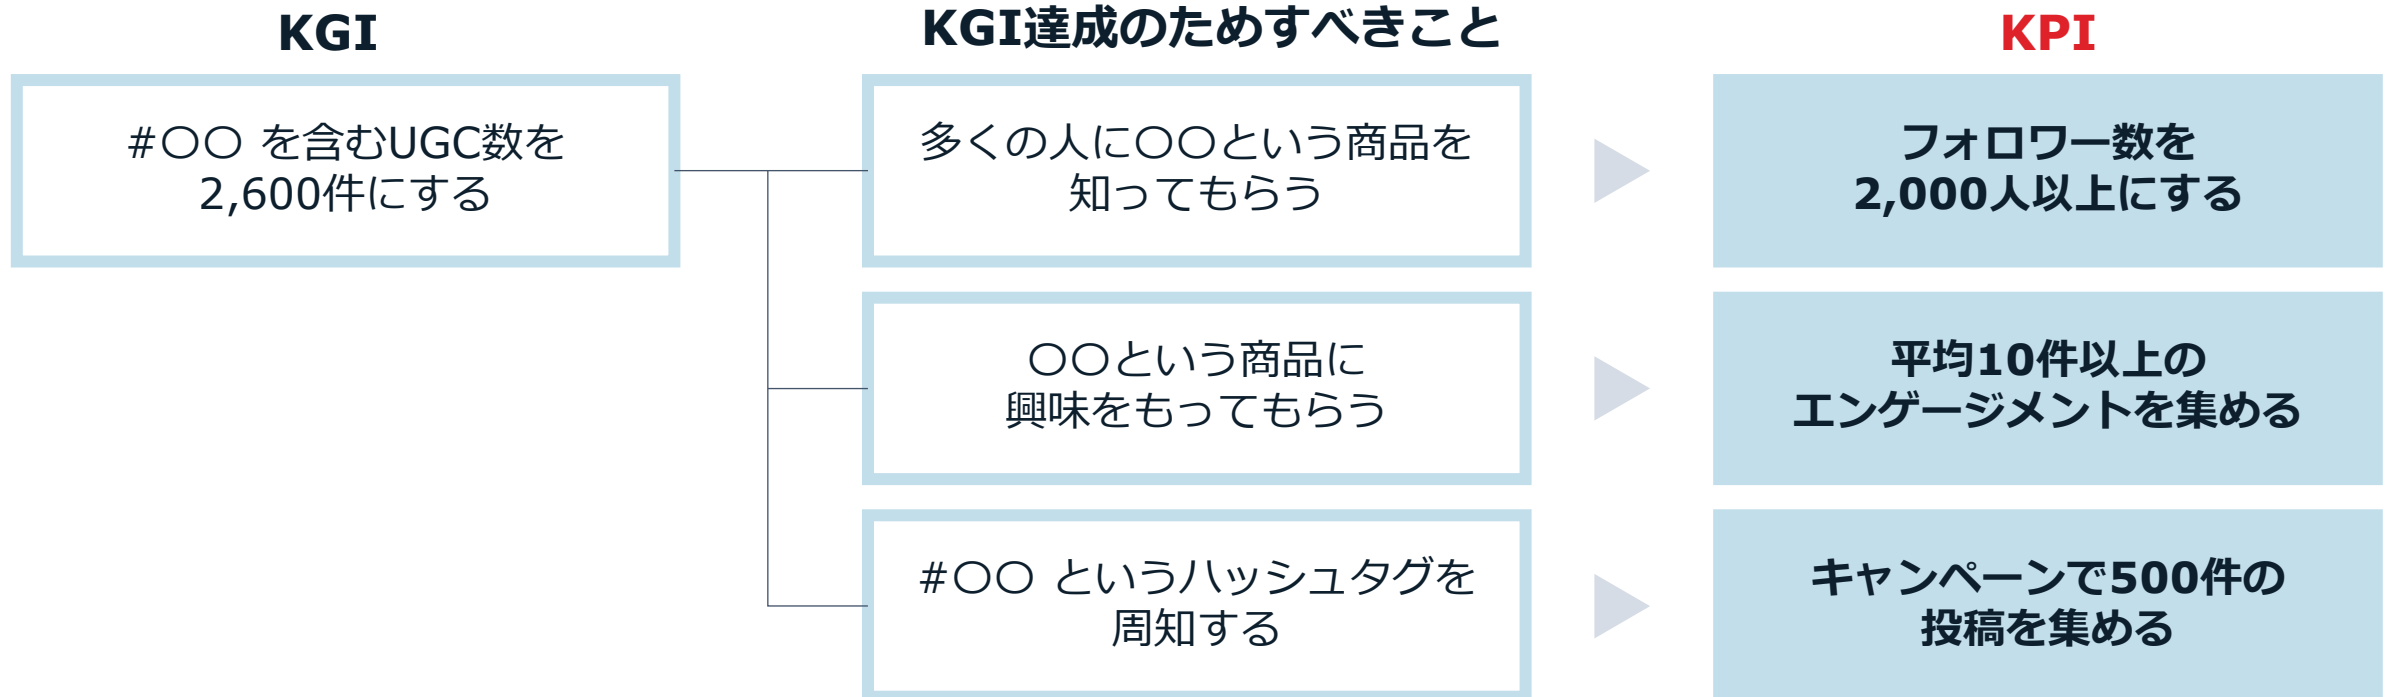 KGI
KGI達成のためすべきこと
KPI
#〇〇 を含むUGC数を
2,600件にする
多くの人に〇〇という商品を
知ってもらう
フォロワー数を
2,000人以上にする
〇〇という商品に
興味をもってもらう
平均10件以上の
エンゲージメントを集める
#〇〇 というハッシュタグを
周知する
キャンペーンで500件の
投稿を集める